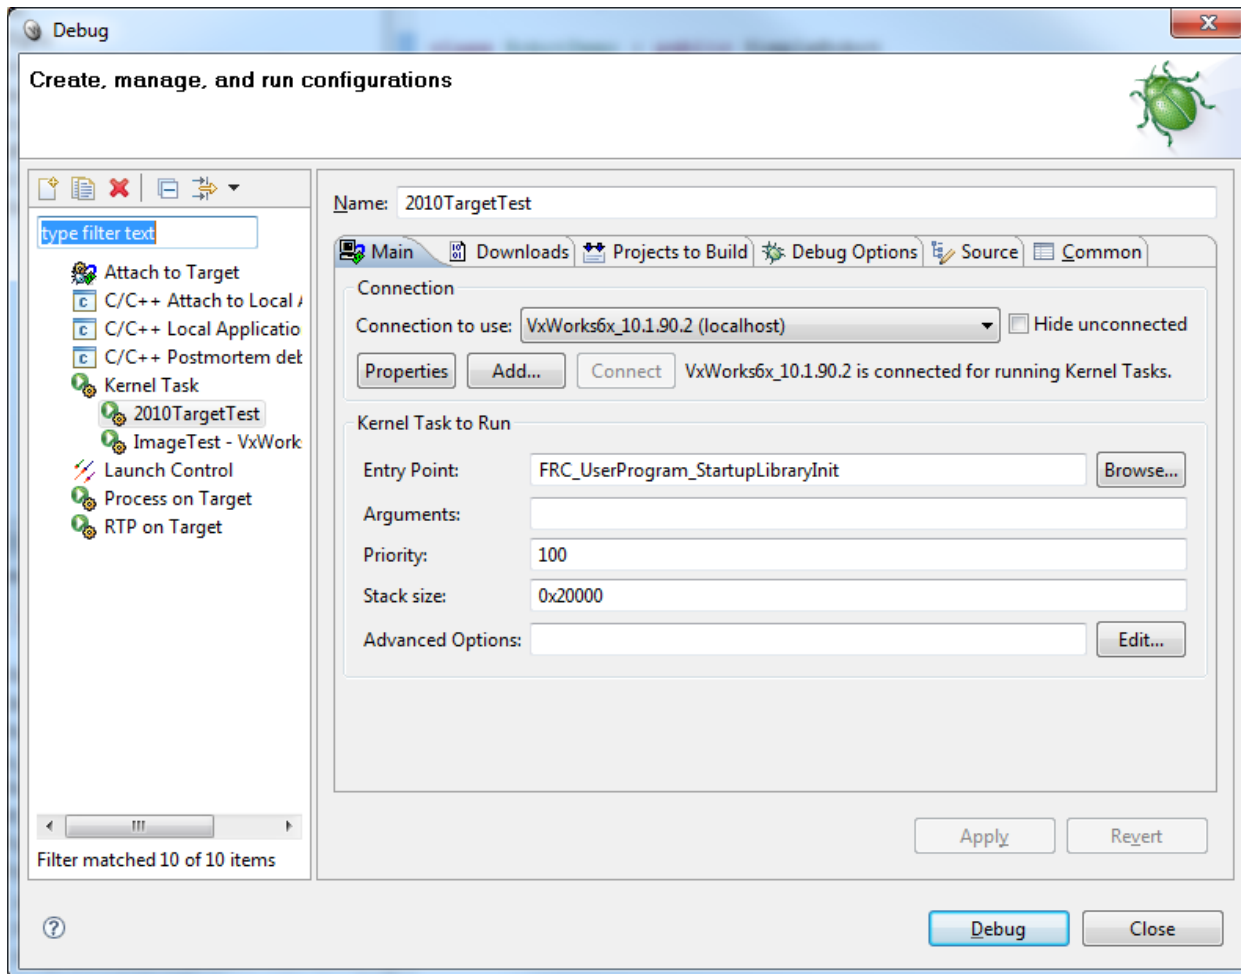 Debug
Create, manage, and run configurations
type filter text
Attach to Target
C/C++ Attach to Local
C/C++ Local Applicatio
C/C++ Postmortem deb
Kernel Task
2010TargetTest
ImageTest - VxWork
Launch Control
Process on Target
RTP on Target
Filter matched 10 of 10 items
Name: 2010TargetTest
Main Downloads Projects to Build Debug Options Source Common
Connection
Connection to use: VxWorks6x_10.1.90.2 (localhost) Hide unconnected
Properties Add... Connect VxWorks6x_10.1.90.2 is connected for running Kernel Tasks.
Kernel Task to Run
Entry Point: FRC_UserProgram_StartupLibraryInit Browse...
Arguments:
Priority: 100
Stack size: 0x20000
Advanced Options: Edit...
Apply Revert
Debug Close